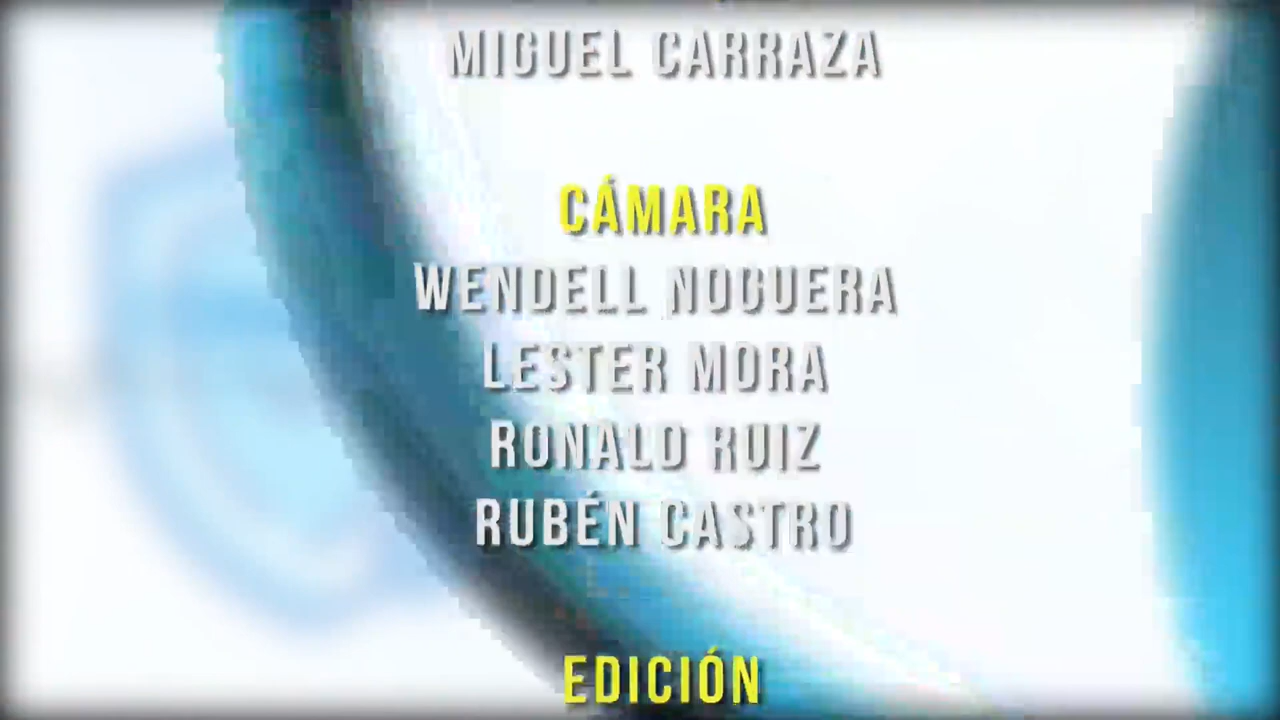 MIGUEL CARRAZA
CÁMARA
WENDELL NOGUERA
LESTER MORA
RONALD RUIZ
RUBÉN CASTRO
EDICIÓN